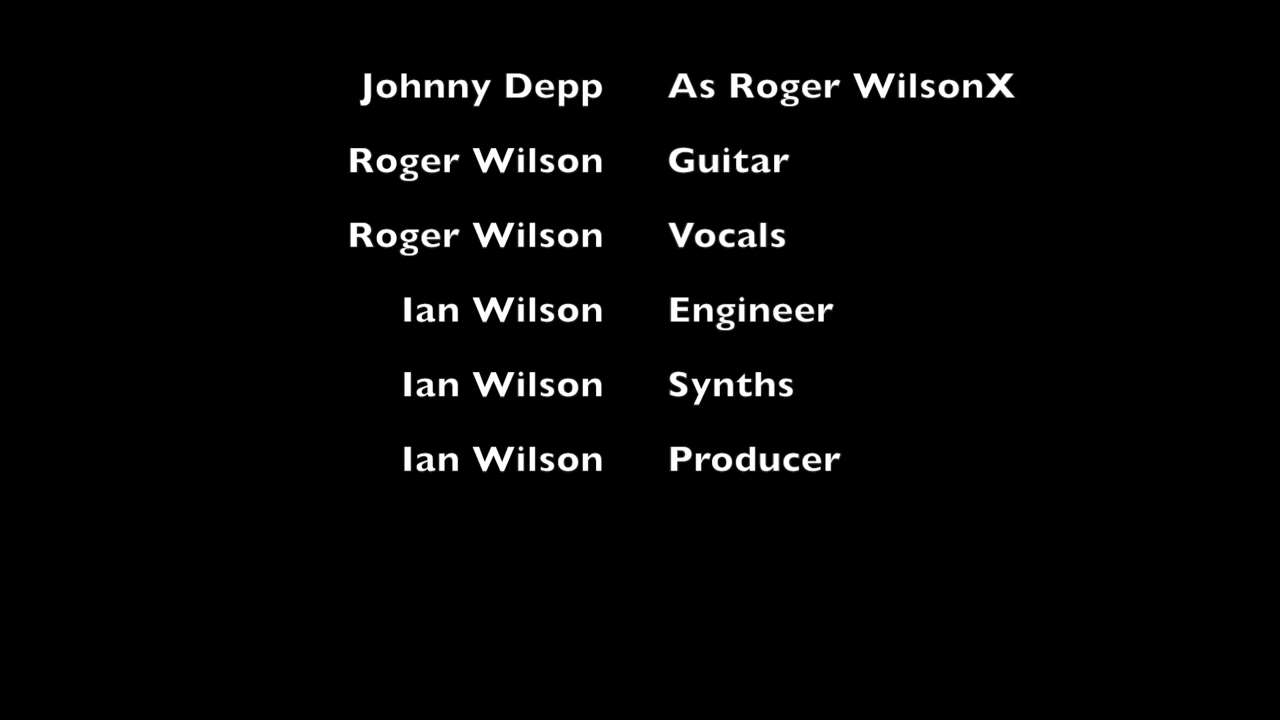 Johnny Depp As Roger WilsonX
Roger Wilson Guitar
Roger Wilson Vocals
Ian Wilson Engineer
Ian Wilson Synths
Ian Wilson Producer